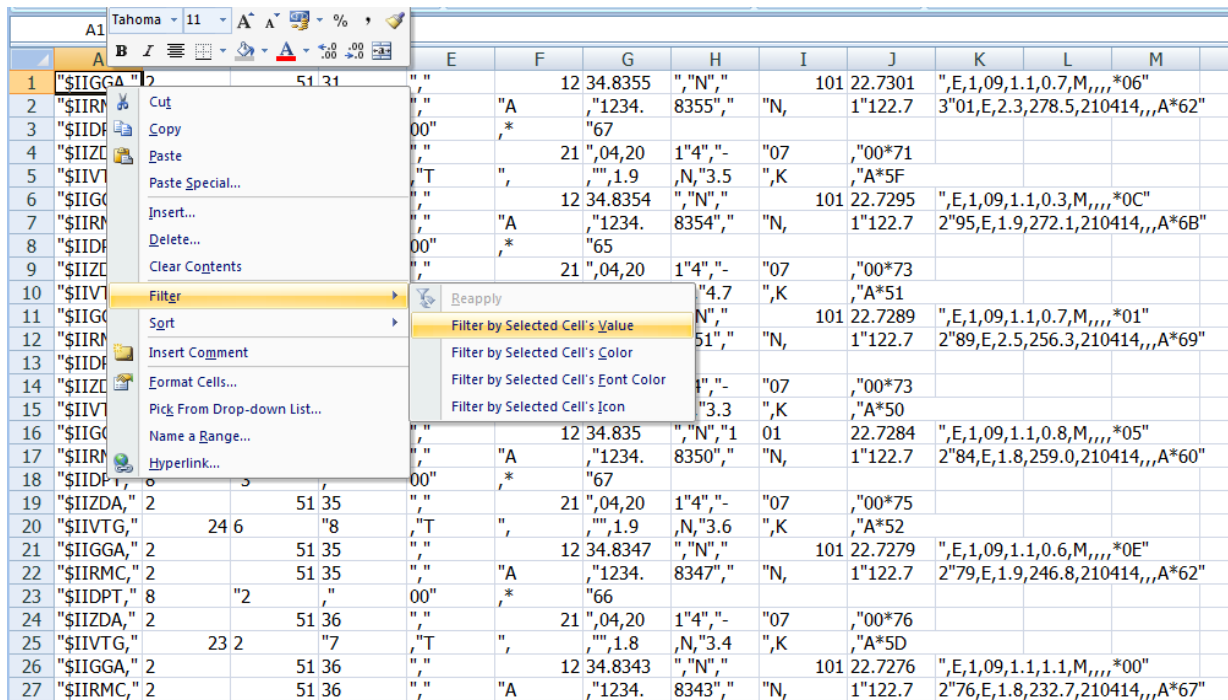 A1
Tahoma 11 A A % ,
B I A .00 .0 .00 a
A E F G H I J K L M
1 "$IIGGA," 2 51 31 "," 12 34.8355 ","N"," 101 22.7301 ",E,1,09,1.1,0.7,M,,,,*06"
2 "$IIRM "," "A ,"1234. 8355"," "N, 1"122.7 3"01,E,2.3,278.5,210414,,,A*62"
3 "$IIDP 00" ,* "67
4 "$IIZD "," 21 ",04,20 1"4","- "07 ,"00*71
5 "$IIVT ,"T ", ,"",1.9 ,N,"3.5 ",K ,"A*5F
6 "$IIGG "," 12 34.8354 ","N"," 101 22.7295 ",E,1,09,1.1,0.3,M,,,,*0C"
7 "$IIRM "," "A ,"1234. 8354"," "N, 1"122.7 2"95,E,1.9,272.1,210414,,,A*6B"
8 "$IIDP 00" ,* "65
9 "$IIZD "," 21 ",04,20 1"4","- "07 ,"00*73
10 "$IIVT "4.7 ",K ,"A*51
11 "$IIGG N"," 101 22.7289 ",E,1,09,1.1,0.7,M,,,,*01"
12 "$IIRM 51"," "N, 1"122.7 2"89,E,2.5,256.3,210414,,,A*69"
13 "$IIDP
14 "$IIZD 4","- "07 ,"00*73
15 "$IIVT "3.3 ",K ,"A*50
16 "$IIGG "," 12 34.835 ","N","1 01 22.7284 ",E,1,09,1.1,0.8,M,,,,*05"
17 "$IIRM "," "A ,"1234. 8350"," "N, 1"122.7 2"84,E,1.8,259.0,210414,,,A*60"
18 "$IIDPT," 8 "3 ," 00" ,* "67
19 "$IIZDA," 2 51 35 "," 21 ",04,20 1"4","- "07 ,"00*75
20 "$IIVTG," 24 6 "8 ,"T ", ,"",1.9 ,N,"3.6 ",K ,"A*52
21 "$IIGGA," 2 51 35 "," 12 34.8347 ","N"," 101 22.7279 ",E,1,09,1.1,0.6,M,,,,*0E"
22 "$IIRMC," 2 51 35 "," "A ,"1234. 8347"," "N, 1"122.7 2"79,E,1.9,246.8,210414,,,A*62"
23 "$IIDPT," 8 "2 ," 00" ,* "66
24 "$IIZDA," 2 51 36 "," 21 ",04,20 1"4","- "07 ,"00*76
25 "$IIVTG," 23 2 "7 ,"T ", ,"",1.8 ,N,"3.4 ",K ,"A*5D
26 "$IIGGA," 2 51 36 "," 12 34.8343 ","N"," 101 22.7276 ",E,1,09,1.1,1.1,M,,,,*00"
27 "$IIRMC," 2 51 36 "," "A ,"1234. 8343"," "N, 1"122.7 2"76,E,1.8,232.7,210414,,,A*67"
Cut
Copy
Paste
Paste Special...
Insert...
Delete...
Clear Contents
Filter
Sort
Insert Comment
Format Cells...
Pick From Drop-down List...
Name a Range...
Hyperlink...
Reapply
Filter by Selected Cell's Value
Filter by Selected Cell's Color
Filter by Selected Cell's Font Color
Filter by Selected Cell's Icon